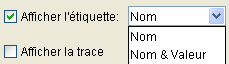 Afficher l'étiquette: Nom
Nom
Afficher la trace
Nom & Valeur